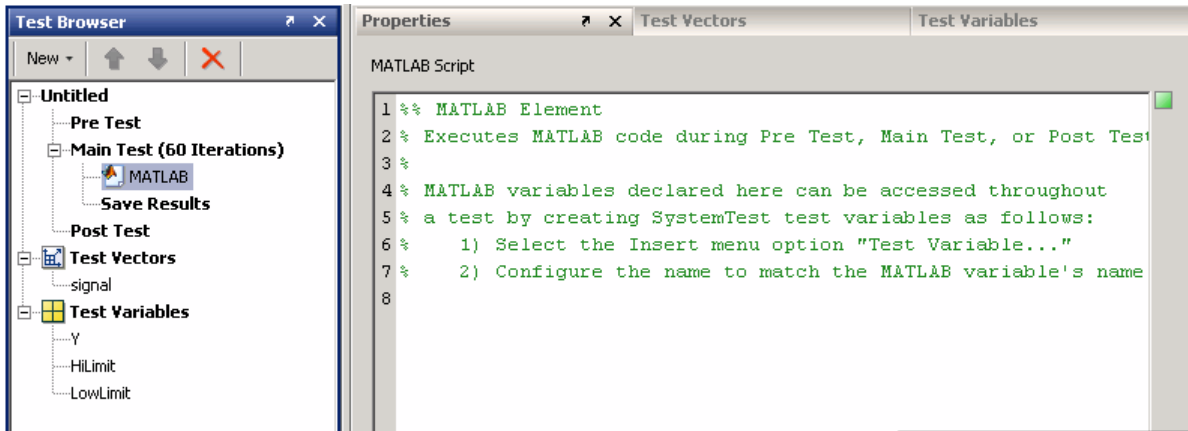 Test Browser
New
Untitled
Pre Test
Main Test (60 Iterations)
MATLAB
Save Results
Post Test
Test Vectors
signal
Test Variables
Y
HiLimit
LowLimit
Properties
Test Vectors
Test Variables
MATLAB Script
1 %% MATLAB Element
2 % Executes MATLAB code during Pre Test, Main Test, or Post Test
3 %
4 % MATLAB variables declared here can be accessed throughout
5 % a test by creating SystemTest test variables as follows:
6 % 1) Select the Insert menu option "Test Variable..."
7 % 2) Configure the name to match the MATLAB variable's name
8